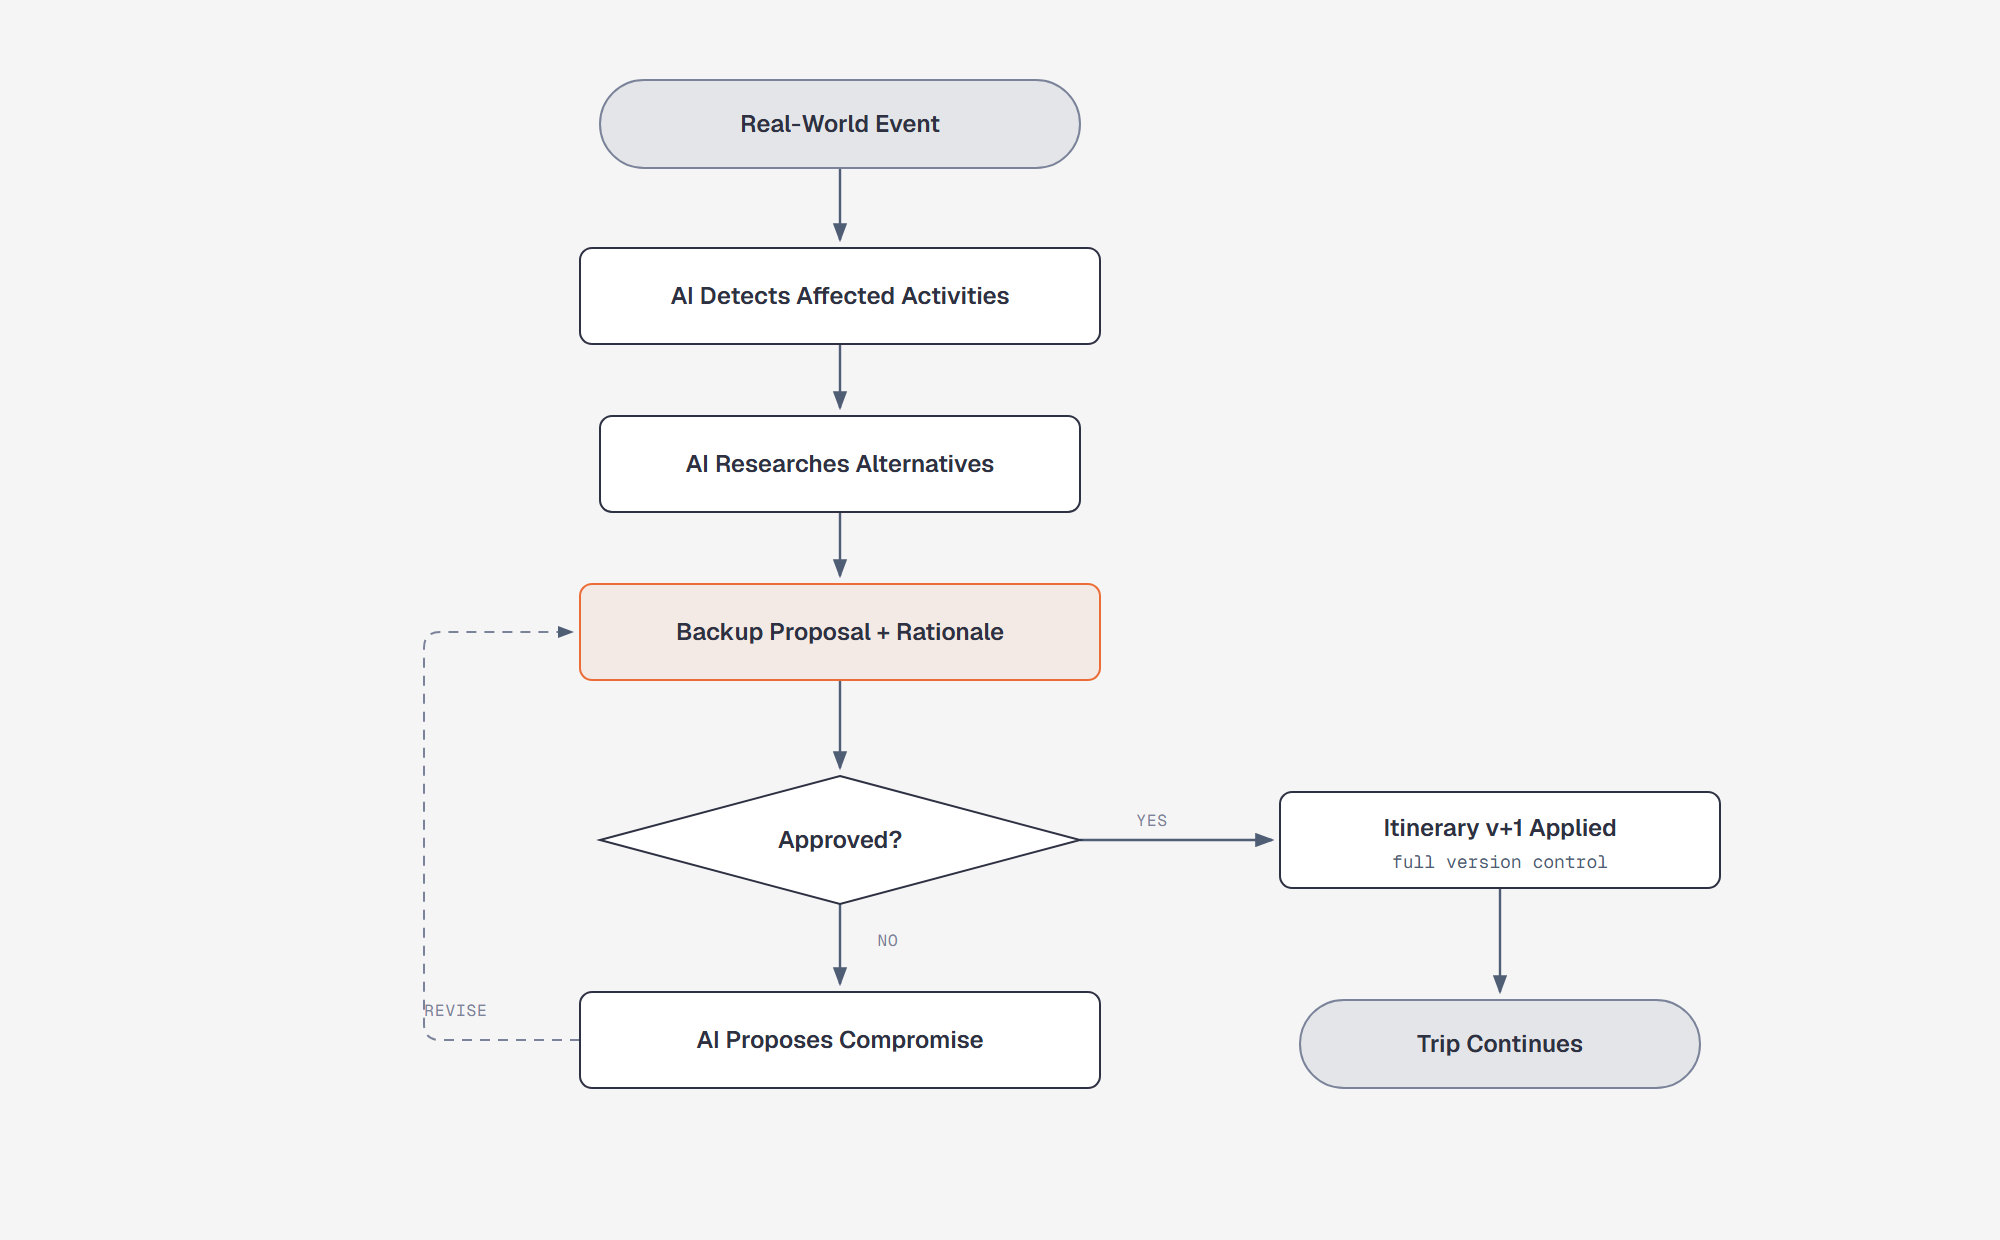 Real-World Event
AI Detects Affected Activities
AI Researches Alternatives
Backup Proposal + Rationale
Approved?
YES
Itinerary v+1 Applied
full version control
NO
REVISE
AI Proposes Compromise
Trip Continues